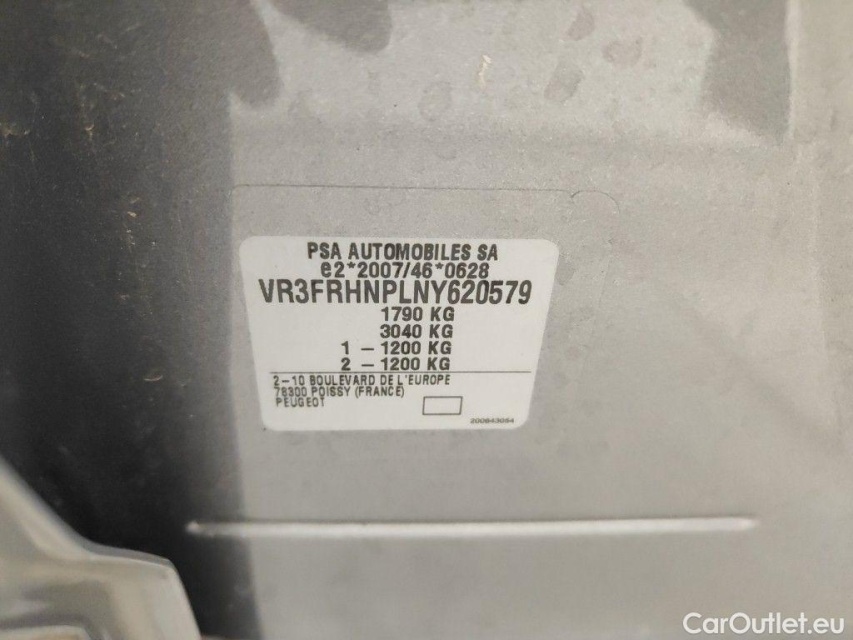 PSA AUTOMOBILES SA
e2*2007/46*0628
VR3FRHNPLNY620579
1790 KG
3040 KG
1 – 1200 KG
2 – 1200 KG
2–10 BOULEVARD DE L'EUROPE
78300 POISSY (FRANCE)
PEUGEOT
CarOutlet.eu